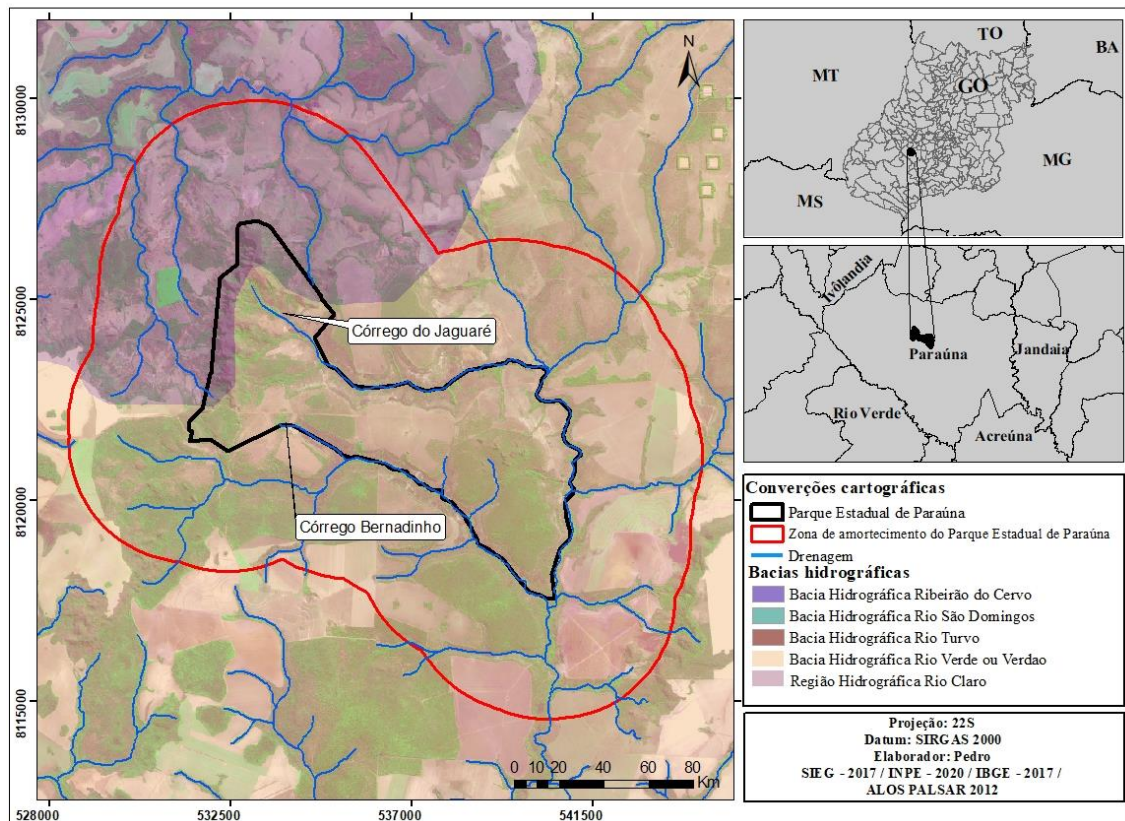 N
8130000
8125000
8120000
8115000
528000
532500
537000
541500
Córrego do Jaguaré
Córrego Bernadinho
0 10 20 40 60 80
Km
TO
BA
MT
GO
MG
MS
Ivôlandia
Paraúna
Jandaia
Rio Verde
Acreúna
Converções cartográficas
Parque Estadual de Paraúna
Zona de amortecimento do Parque Estadual de Paraúna
Drenagem
Bacias hidrográficas
Bacia Hidrográfica Ribeirão do Cervo
Bacia Hidrográfica Rio São Domingos
Bacia Hidrográfica Rio Turvo
Bacia Hidrográfica Rio Verde ou Verdao
Região Hidrográfica Rio Claro
Projeção: 22S
Datum: SIRGAS 2000
Elaborador: Pedro
SIEG - 2017 / INPE - 2020 / IBGE - 2017 /
ALOS PALSAR 2012